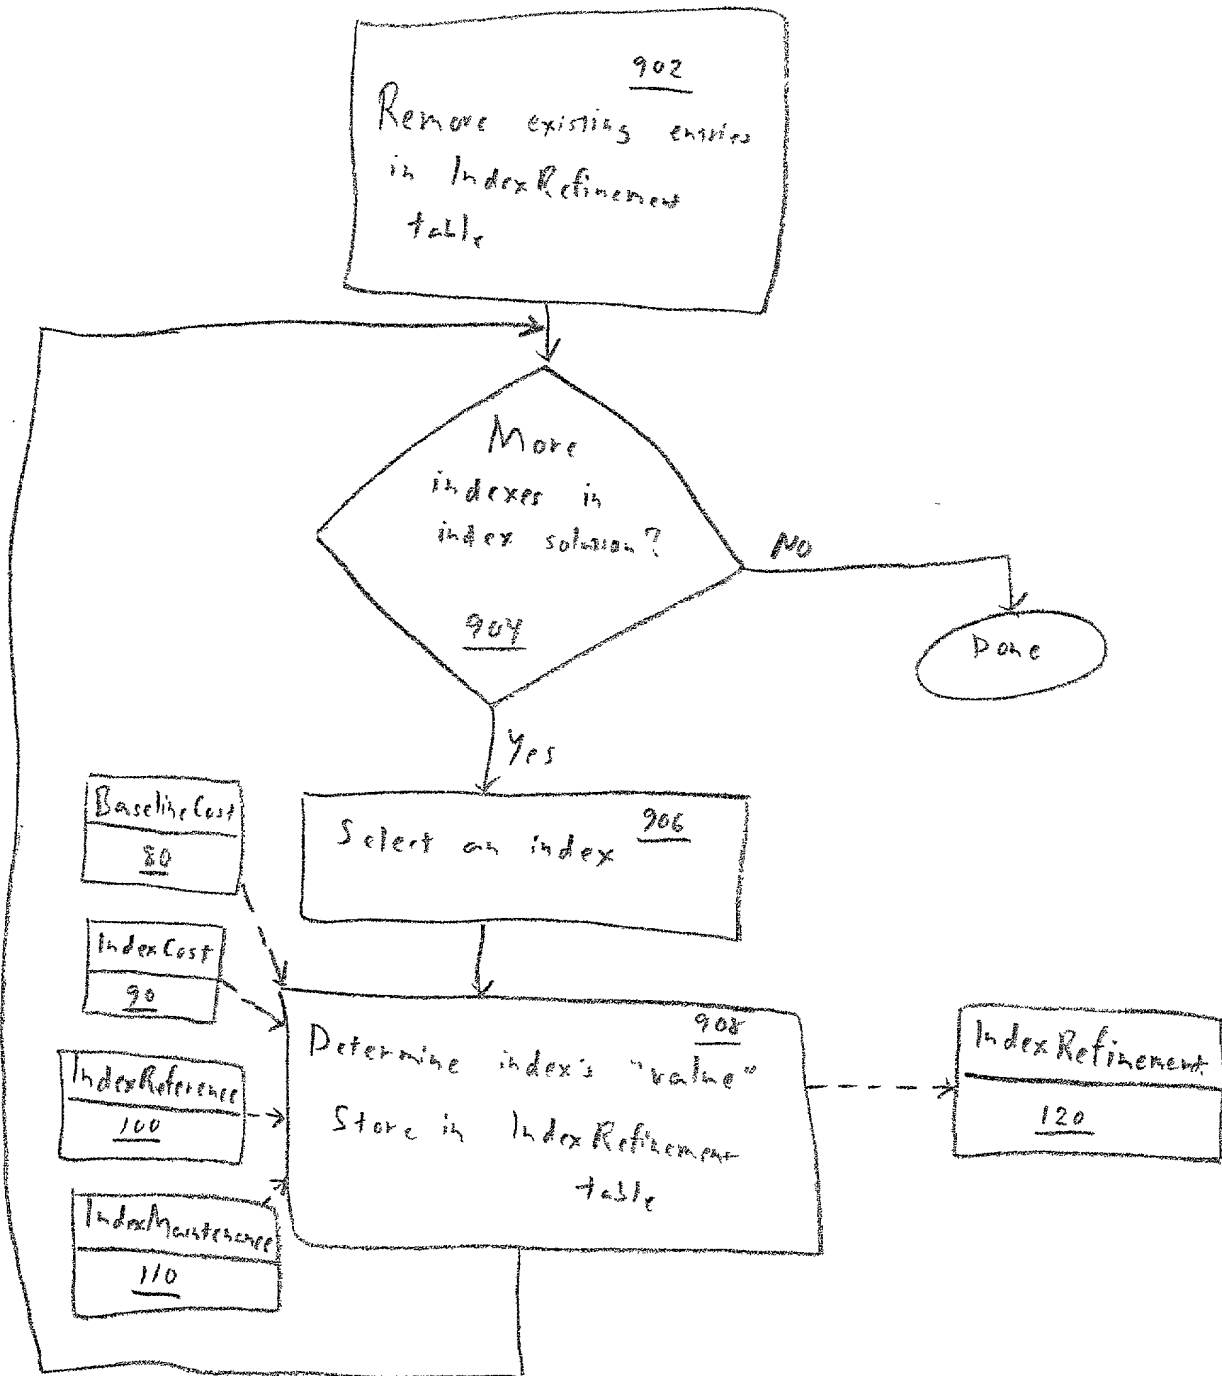 902
Remove existing entries
in IndexRefinement
table
More
indexes in
index solution?
904
No
Done
Yes
906
Select an index
BaselineCost
80
IndexCost
90
IndexReference
100
IndexMaintenance
110
908
Determine index's "value"
Store in IndexRefinement
table
IndexRefinement
120